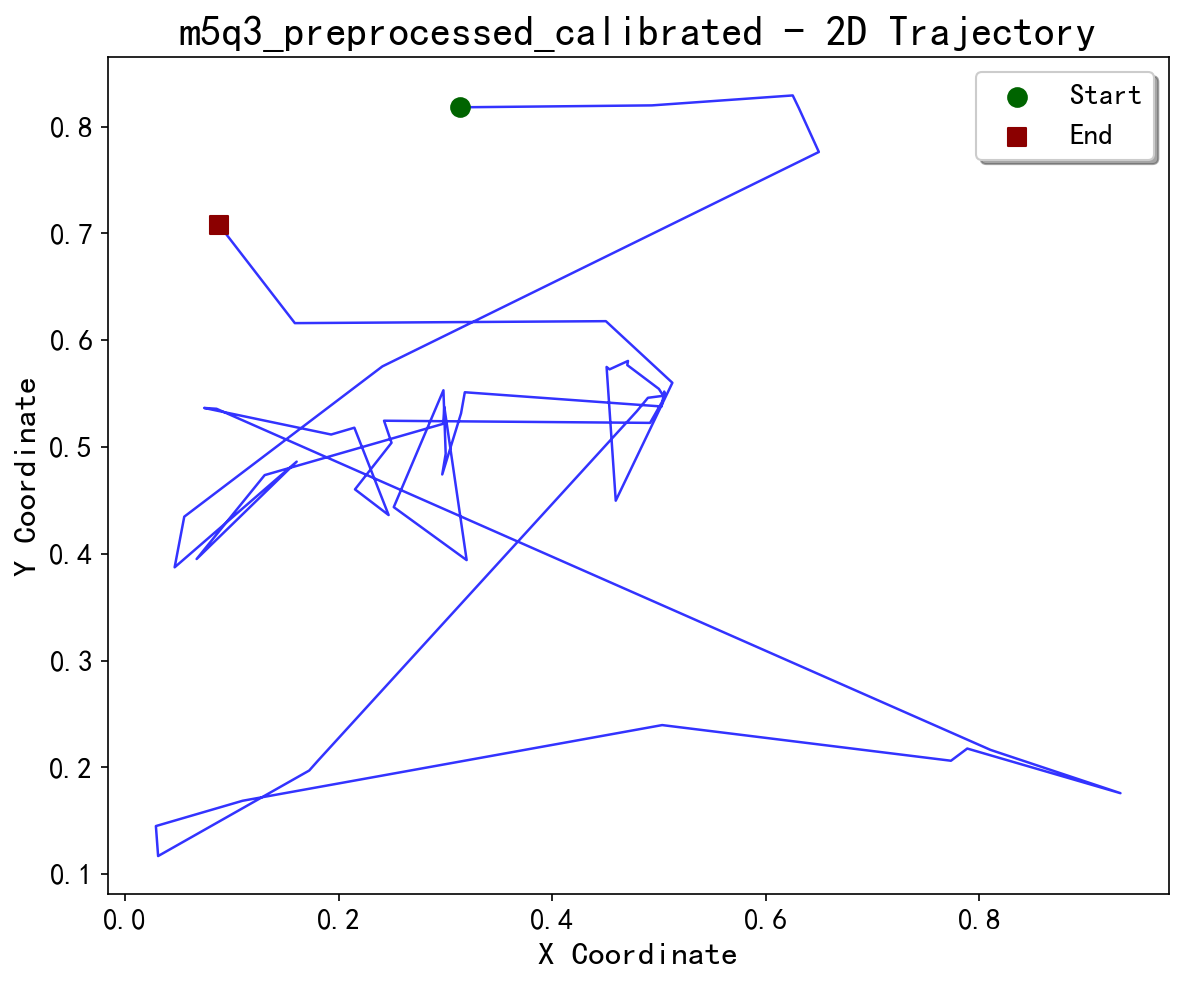 m5q3_preprocessed_calibrated - 2D Trajectory
Start
End
0.8
0.7
0.6
0.5
0.4
0.3
0.2
0.1
Y Coordinate
0.0 0.2 0.4 0.6 0.8
X Coordinate